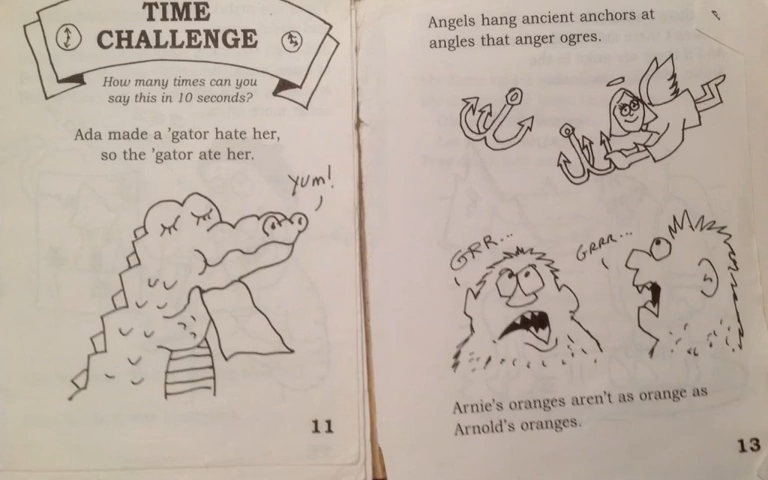 TIME
CHALLENGE
How many times can you
say this in 10 seconds?
Ada made a 'gator hate her,
so the 'gator ate her.
YUM!
11
Angels hang ancient anchors at
angles that anger ogres.
GRR...
GRRR...
Arnie's oranges aren't as orange as
Arnold's oranges.
13